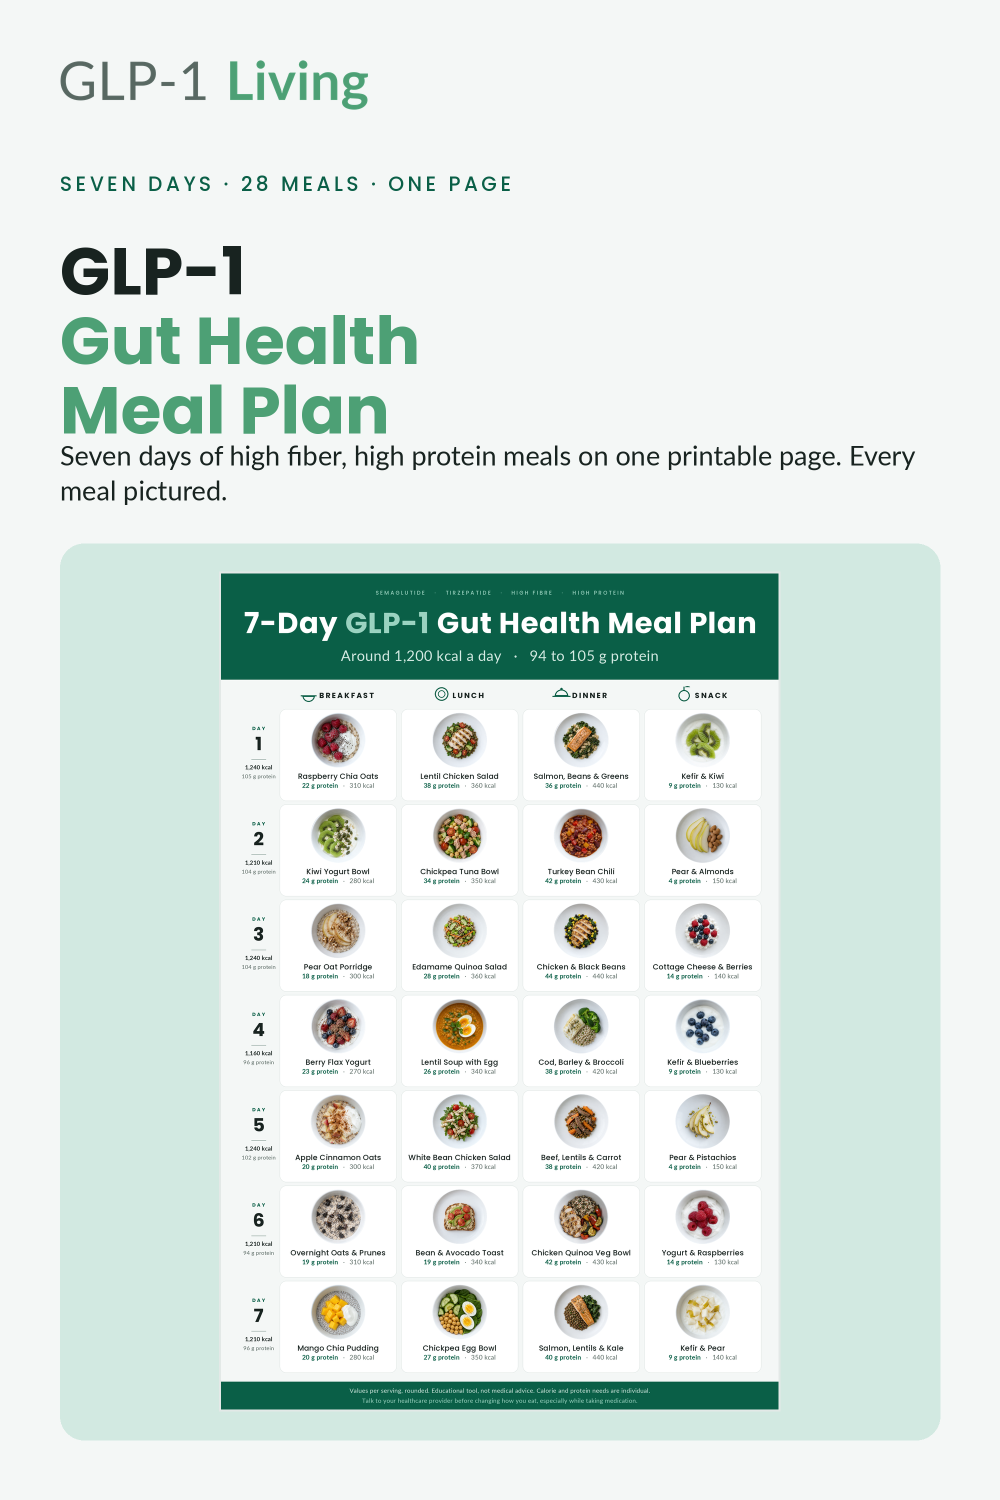 GLP-1 Living
SEVEN DAYS · 28 MEALS · ONE PAGE
GLP-1
Gut Health
Meal Plan
Seven days of high fiber, high protein meals on one printable page. Every
meal pictured.
SEMAGLUTIDE · TIRZEPATIDE · HIGH FIBRE · HIGH PROTEIN
7-Day GLP-1 Gut Health Meal Plan
Around 1,200 kcal a day · 94 to 105 g protein
BREAKFAST LUNCH DINNER SNACK
DAY
1
1,240 kcal
105 g protein
Raspberry Chia Oats
22 g protein · 310 kcal
Lentil Chicken Salad
38 g protein · 360 kcal
Salmon, Beans & Greens
36 g protein · 440 kcal
Kefir & Kiwi
9 g protein · 130 kcal
DAY
2
1,210 kcal
104 g protein
Kiwi Yogurt Bowl
24 g protein · 280 kcal
Chickpea Tuna Bowl
34 g protein · 350 kcal
Turkey Bean Chili
42 g protein · 430 kcal
Pear & Almonds
4 g protein · 150 kcal
DAY
3
1,240 kcal
104 g protein
Pear Oat Porridge
18 g protein · 300 kcal
Edamame Quinoa Salad
28 g protein · 360 kcal
Chicken & Black Beans
44 g protein · 440 kcal
Cottage Cheese & Berries
14 g protein · 140 kcal
DAY
4
1,160 kcal
96 g protein
Berry Flax Yogurt
23 g protein · 270 kcal
Lentil Soup with Egg
26 g protein · 340 kcal
Cod, Barley & Broccoli
38 g protein · 420 kcal
Kefir & Blueberries
9 g protein · 130 kcal
DAY
5
1,240 kcal
102 g protein
Apple Cinnamon Oats
20 g protein · 300 kcal
White Bean Chicken Salad
40 g protein · 370 kcal
Beef, Lentils & Carrot
38 g protein · 420 kcal
Pear & Pistachios
4 g protein · 150 kcal
DAY
6
1,210 kcal
94 g protein
Overnight Oats & Prunes
19 g protein · 310 kcal
Bean & Avocado Toast
19 g protein · 340 kcal
Chicken Quinoa Veg Bowl
42 g protein · 430 kcal
Yogurt & Raspberries
14 g protein · 130 kcal
DAY
7
1,210 kcal
96 g protein
Mango Chia Pudding
20 g protein · 280 kcal
Chickpea Egg Bowl
27 g protein · 350 kcal
Salmon, Lentils & Kale
40 g protein · 440 kcal
Kefir & Pear
9 g protein · 140 kcal
Values per serving, rounded. Educational tool, not medical advice. Calorie and protein needs are individual.
Talk to your healthcare provider before changing how you eat, especially while taking medication.